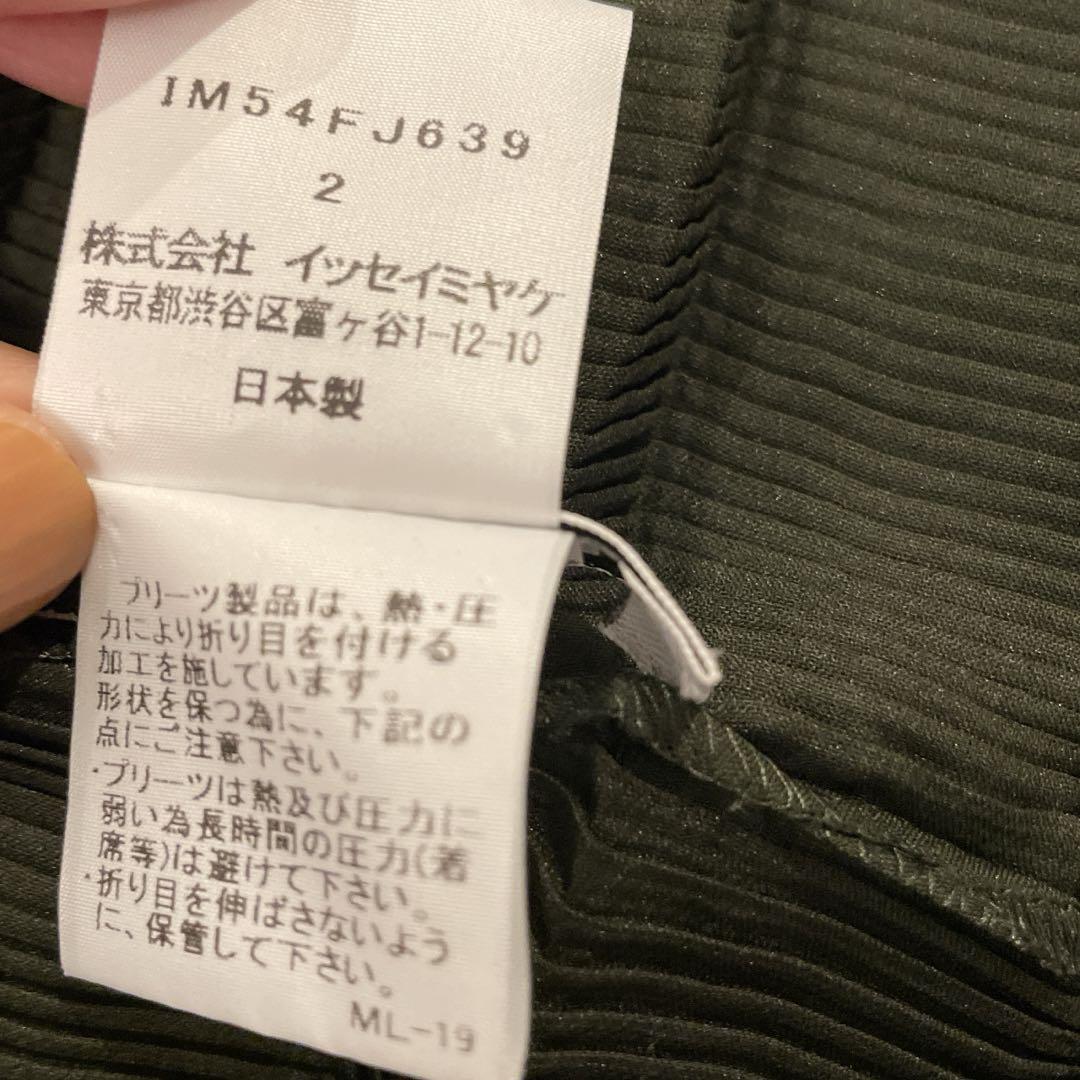 IM54FJ639
2
株式会社 イッセイミヤケ
東京都渋谷区富ヶ谷1-12-10
日本製
プリーツ製品は、熱・圧
力により折り目を付ける
加工を施しています。
形状を保つ為に、下記の
点にご注意下さい。
・プリーツは熱及び圧力に
弱い為長時間の圧力(着
席等)は避けて下さい。
・折り目を伸ばさないよう
に、保管して下さい。
ML-19